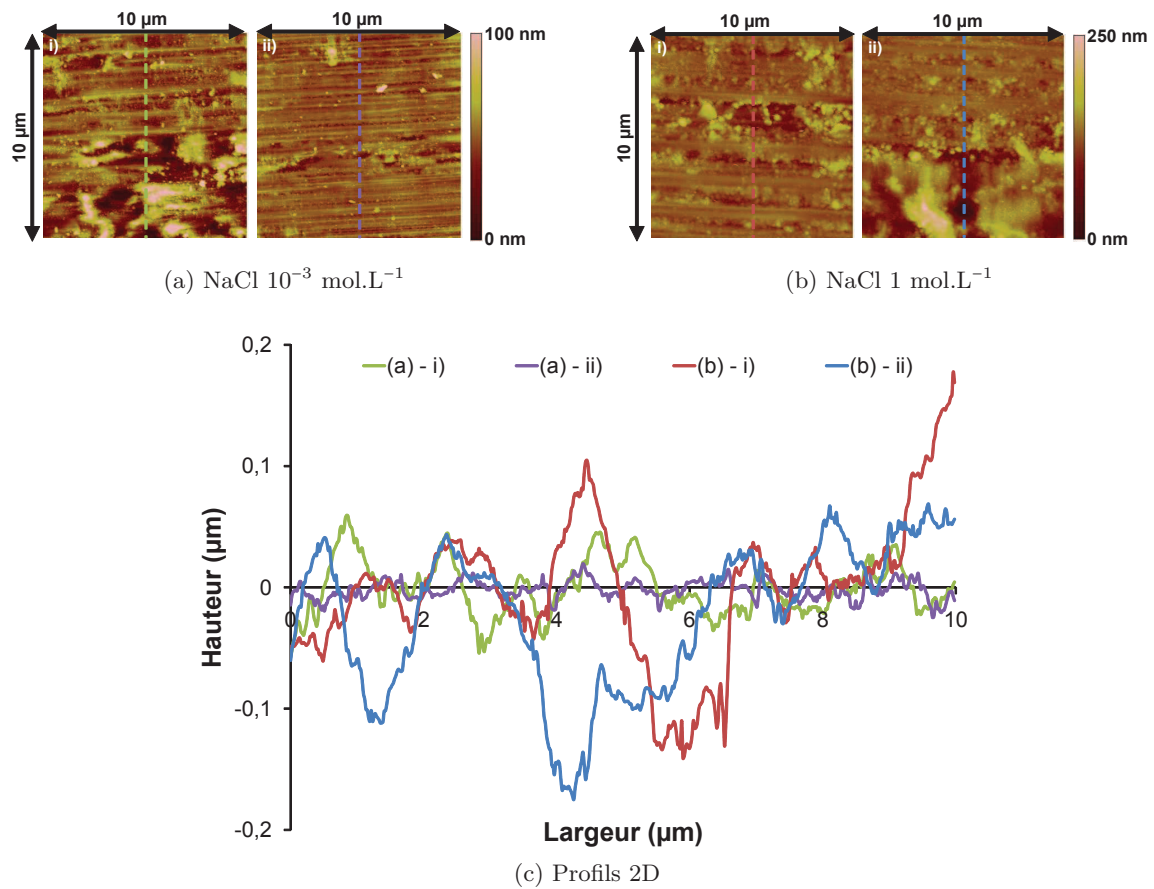 10 µm
10 µm
10 µm
10 µm
i)
ii)
100 nm
i)
ii)
250 nm
10 µm
10 µm
0 nm
0 nm
(a) NaCl 10⁻³ mol.L⁻¹
(b) NaCl 1 mol.L⁻¹
0,2
(a) - i)
(a) - ii)
(b) - i)
(b) - ii)
0,1
0
0
2
4
6
8
10
-0,1
-0,2
Hauteur (µm)
Largeur (µm)
(c) Profils 2D